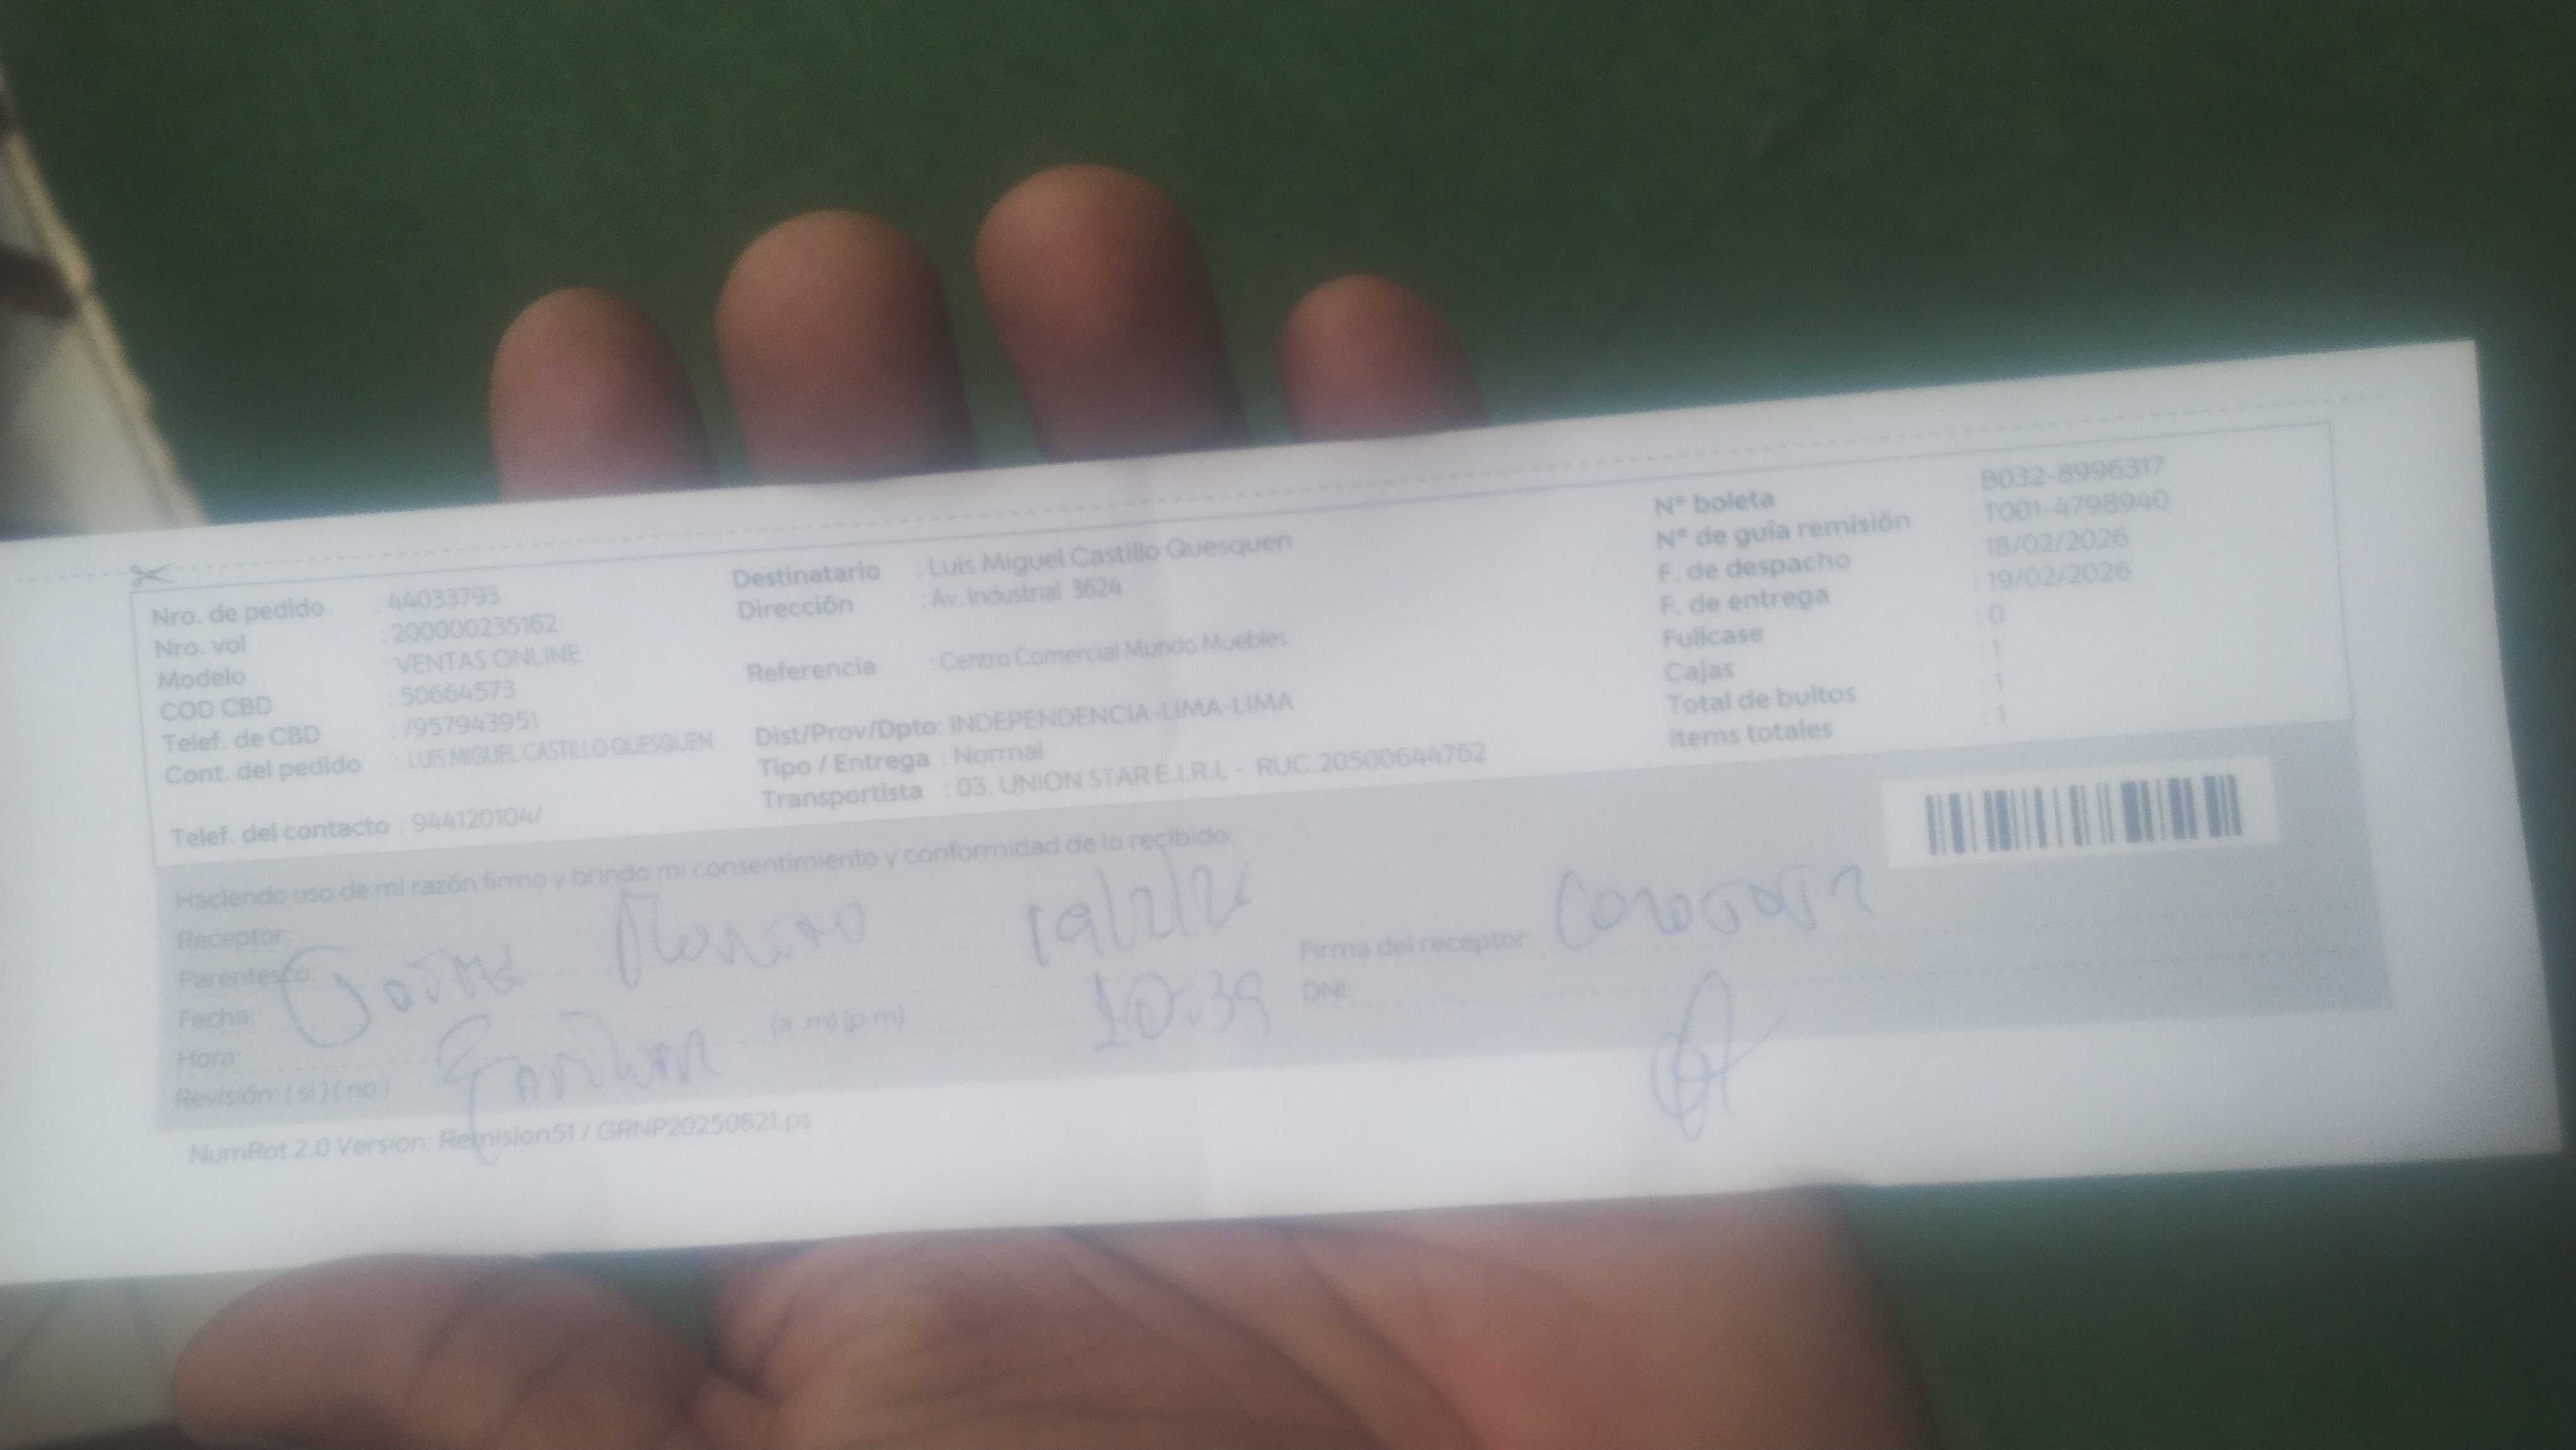 Nro. de pedido : 44033793
Nro. vol : 200000235162
Modelo : VENTAS ONLINE
COD CBD : 50664573
Telef. de CBD : /957943951
Cont. del pedido : LUIS MIGUEL CASTILLO QUESQUEN
Telef. del contacto : 944120104/
Destinatario : Luis Miguel Castillo Quesquen
Dirección : Av. Industrial 3624
Referencia : Centro Comercial Mundo Muebles
Dist/Prov/Dpto: INDEPENDENCIA-LIMA-LIMA
Tipo / Entrega : Normal
Transportista : 03. UNION STAR E.I.R.L - RUC 20500644762
N° boleta : B032-8996317
N° de guía remisión : T001-4798940
F. de despacho : 18/02/2026
F. de entrega : 19/02/2026
Fullcase : 0
Cajas : 1
Total de bultos : 1
Items totales : 1
Haciendo uso de mi razón firmo y brindo mi consentimiento y conformidad de lo recibido:
Receptor:
Parentesco:
Fecha: 19/2/26
Hora: (a .m) (p.m) 10:39
Revisión: ( si ) ( no )
Firma del receptor:
DNI:
NumRot 2.0 Version: Remision51 / GRNP20250821.ps